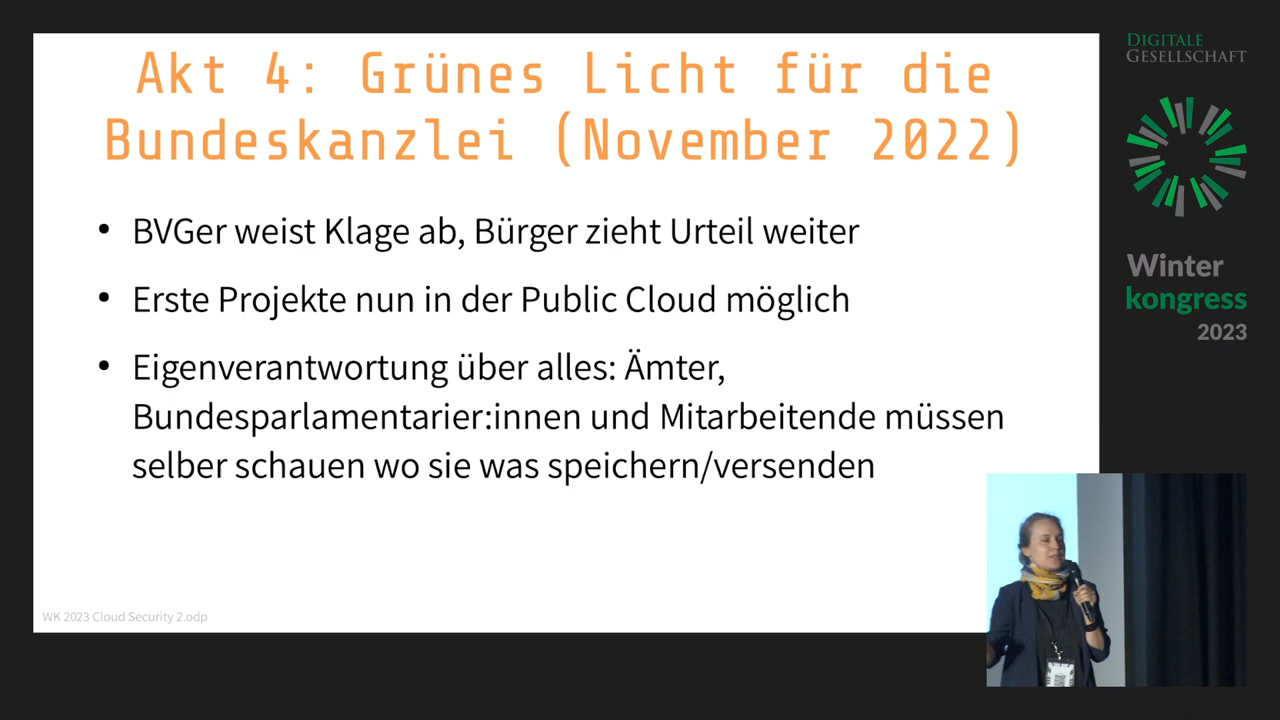 Akt 4: Grünes Licht für die
Bundeskanzlei (November 2022)
• BVGer weist Klage ab, Bürger zieht Urteil weiter
• Erste Projekte nun in der Public Cloud möglich
• Eigenverantwortung über alles: Ämter,
Bundesparlamentarier:innen und Mitarbeitende müssen
selber schauen wo sie was speichern/versenden
WK 2023 Cloud Security 2.odp
DIGITALE
GESELLSCHAFT
Winter
kongress
2023